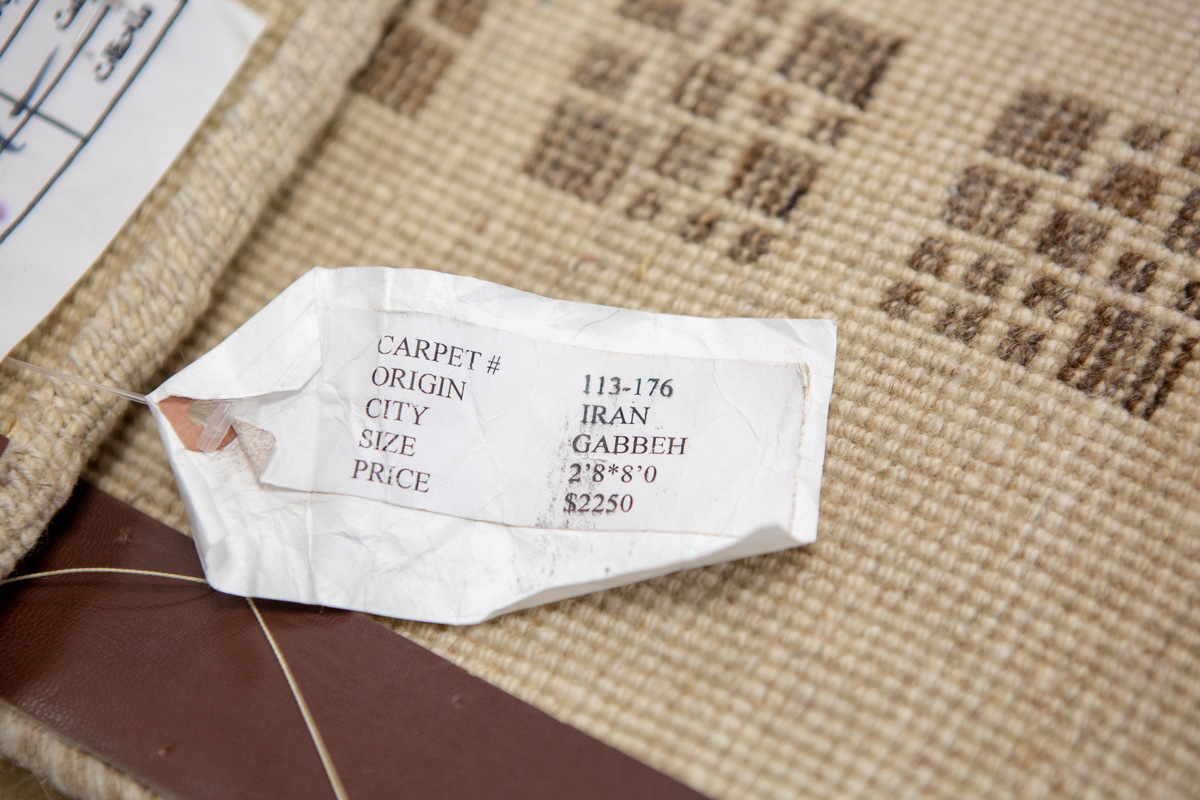 CARPET # 113-176
ORIGIN IRAN
CITY GABBEH
SIZE 2'8*8'0
PRICE $2250